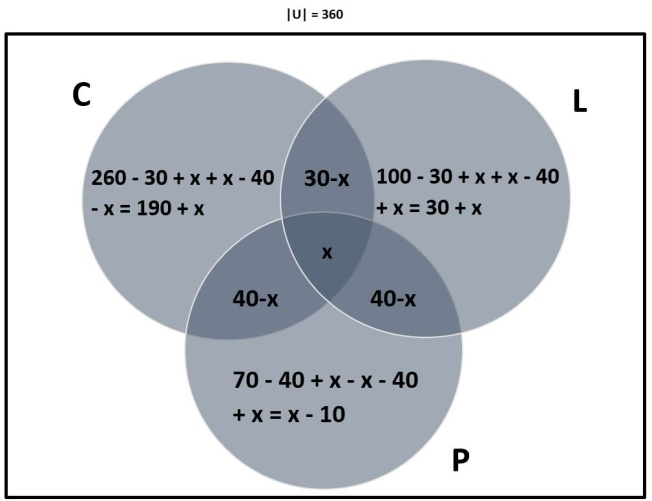 |U| = 360
C
L
260 - 30 + x + x - 40
- x = 190 + x
30-x
100 - 30 + x + x - 40
+ x = 30 + x
x
40-x
40-x
70 - 40 + x - x - 40
+ x = x - 10
P